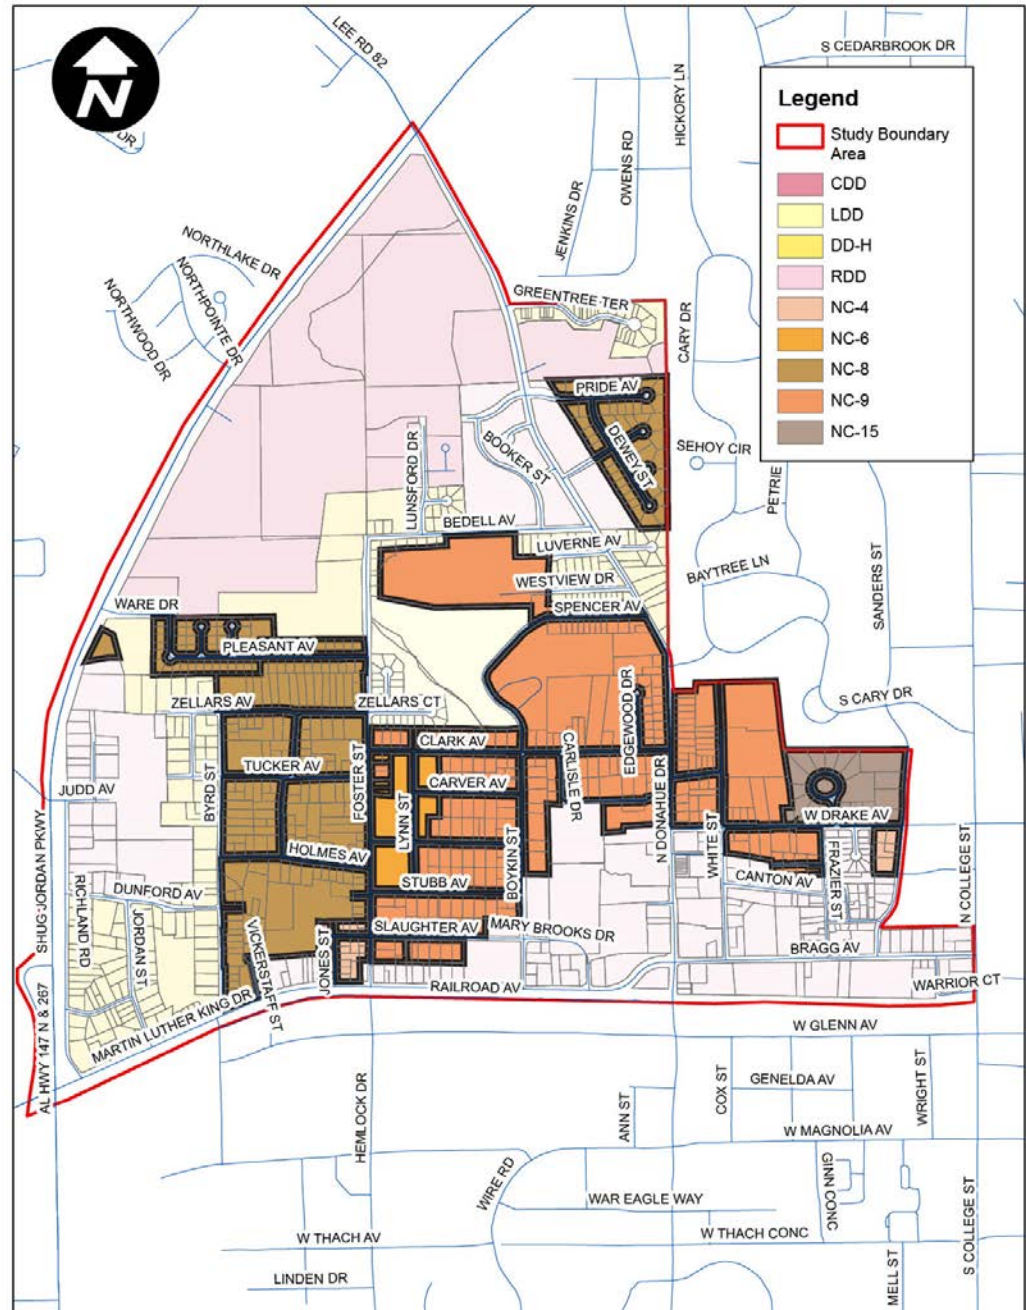 S CEDARBROOK DR
LEE RD 82
N
DR
HICKORY LN
OWENS RD
JENKINS DR
Legend
Study Boundary
Area
CDD
LDD
DD-H
RDD
NC-4
NC-6
NC-8
NC-9
NC-15
NORTHLAKE DR
NORTHPOINTE DR
NORTHWOOD DR
GREENTREE TER
CARY DR
PRIDE AV
DEWEY ST
SEHOY CIR
PETRIE
LUNSFORD DR
BOOKER ST
BEDELL AV
LUVERNE AV
WESTVIEW DR
SPENCER AV
BAYTREE LN
SANDERS ST
WARE DR
PLEASANT AV
ZELLARS AV
ZELLARS CT
S CARY DR
CLARK AV
CARLISLE DR
EDGEWOOD DR
TUCKER AV
FOSTER ST
CARVER AV
BYRD ST
LYNN ST
JUDD AV
N DONAHUE DR
WHITE ST
W DRAKE AV
HOLMES AV
BOYKIN ST
STUBB AV
CANTON AV
FRAZIER ST
N COLLEGE ST
SHUG JORDAN PKWY
RICHLAND RD
DUNFORD AV
JORDAN ST
VICKERSTAFF ST
JONES ST
SLAUGHTER AV
MARY BROOKS DR
BRAGG AV
RAILROAD AV
WARRIOR CT
MARTIN LUTHER KING DR
AL HWY 147 N & 267
W GLENN AV
HEMLOCK DR
ANN ST
COX ST
GENELDA AV
WRIGHT ST
W MAGNOLIA AV
WIRE RD
WAR EAGLE WAY
GINN CONC
W THACH AV
W THACH CONC
LINDEN DR
MELL ST
S COLLEGE ST